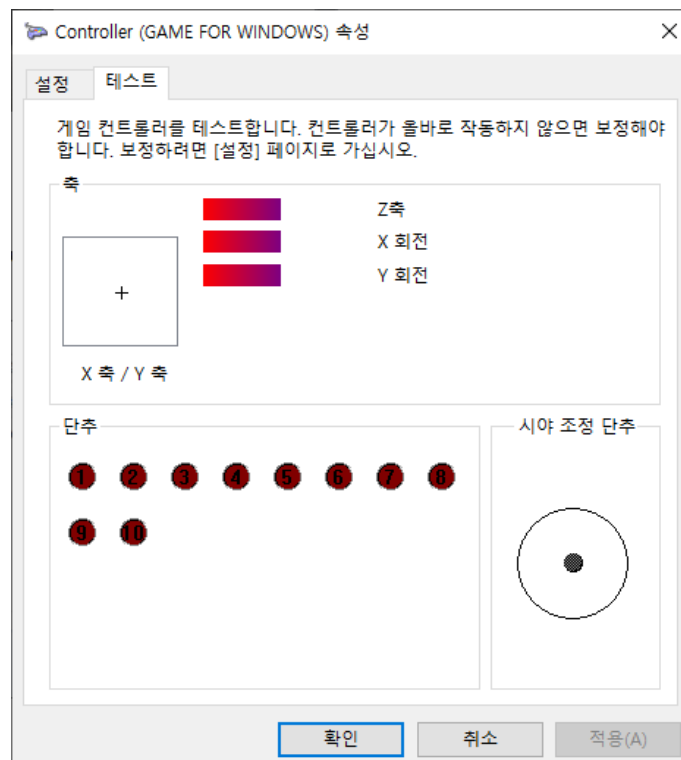 Controller (GAME FOR WINDOWS) 속성
설정 테스트
게임 컨트롤러를 테스트합니다. 컨트롤러가 올바로 작동하지 않으면 보정해야
합니다. 보정하려면 [설정] 페이지로 가십시오.
축
Z축
X 회전
Y 회전
X 축 / Y 축
단추
1 2 3 4 5 6 7 8
9 10
시야 조정 단추
확인 취소 적용(A)